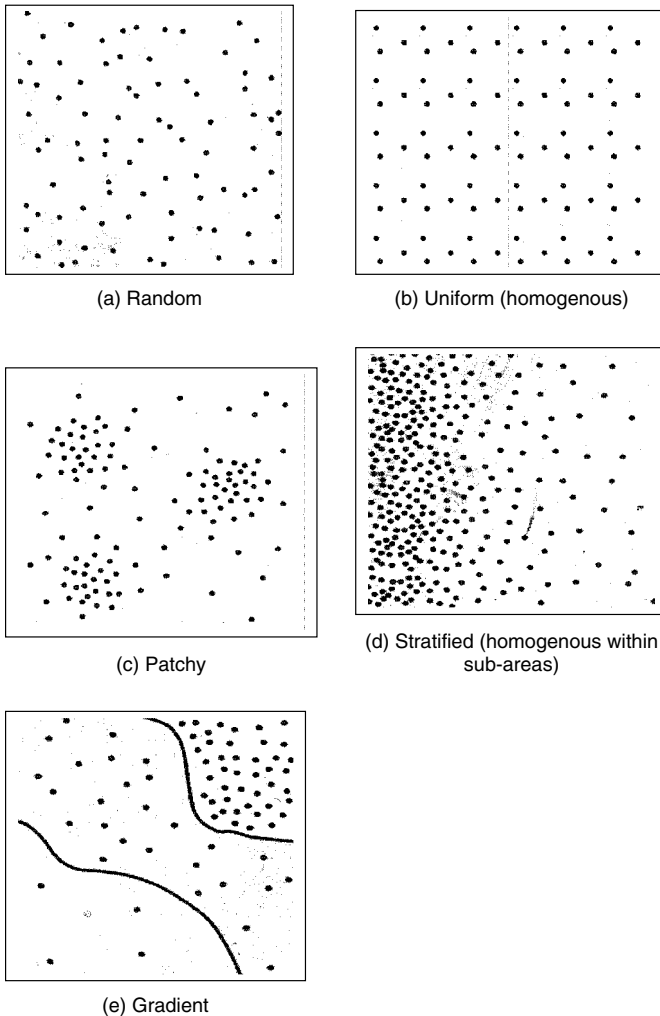 (a) Random
(b) Uniform (homogenous)
(c) Patchy
(d) Stratified (homogenous within
sub-areas)
(e) Gradient